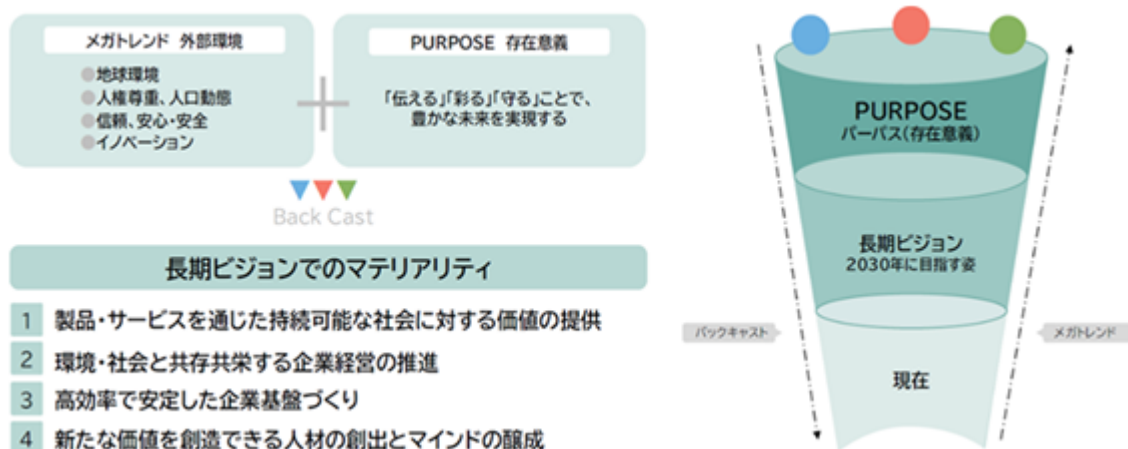 メガトレンド 外部環境
●地球環境
●人権尊重、人口動態
●信頼、安心・安全
●イノベーション
PURPOSE 存在意義
「伝える」「彩る」「守る」ことで、
豊かな未来を実現する
Back Cast
長期ビジョンでのマテリアリティ
1 製品・サービスを通じた持続可能な社会に対する価値の提供
2 環境・社会と共存共栄する企業経営の推進
3 高効率で安定した企業基盤づくり
4 新たな価値を創造できる人材の創出とマインドの醸成
PURPOSE
パーパス(存在意義)
長期ビジョン
2030年に目指す姿
バックキャスト
メガトレンド
現在